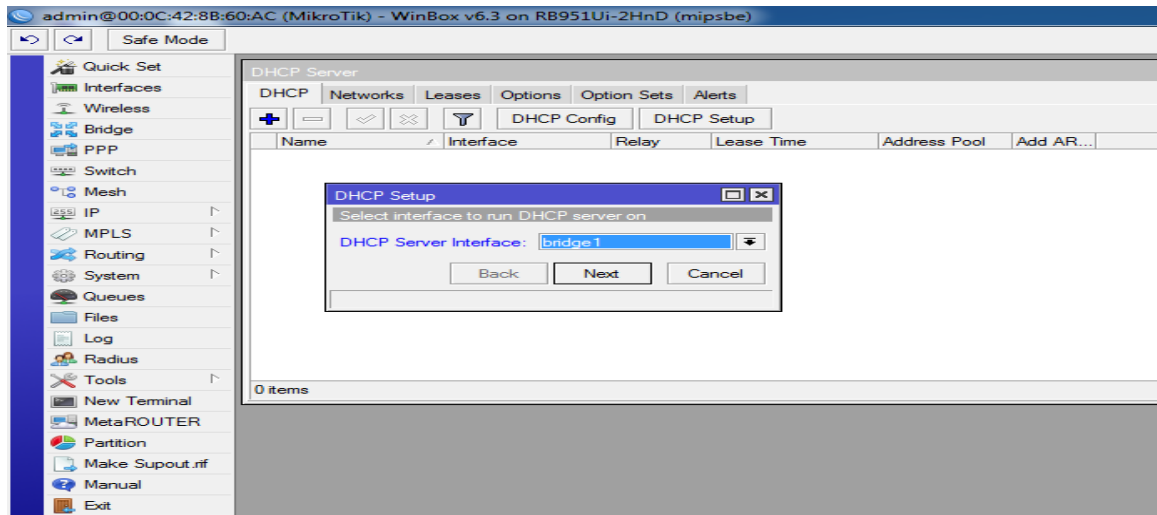 admin@00:0C:42:8B:60:AC (MikroTik) - WinBox v6.3 on RB951Ui-2HnD (mipsbe)
Safe Mode
Quick Set
Interfaces
Wireless
Bridge
PPP
Switch
Mesh
255 IP
MPLS
Routing
System
Queues
Files
Log
Radius
Tools
New Terminal
MetaROUTER
Partition
Make Supout.rif
Manual
Exit
DHCP Server
DHCP Networks Leases Options Option Sets Alerts
DHCP Config DHCP Setup
Name Interface Relay Lease Time Address Pool Add AR...
DHCP Setup
Select interface to run DHCP server on
DHCP Server Interface: bridge1
Back Next Cancel
0 items